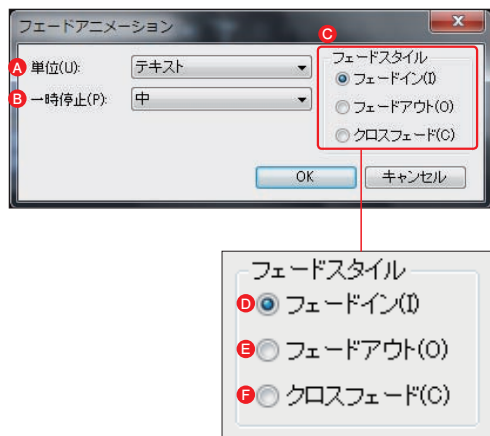 フェードアニメーション
C
A 単位(U): テキスト
B 一時停止(P): 中
フェードスタイル
フェードイン(I)
フェードアウト(O)
クロスフェード(C)
OK キャンセル
フェードスタイル
D フェードイン(I)
E フェードアウト(O)
F クロスフェード(C)